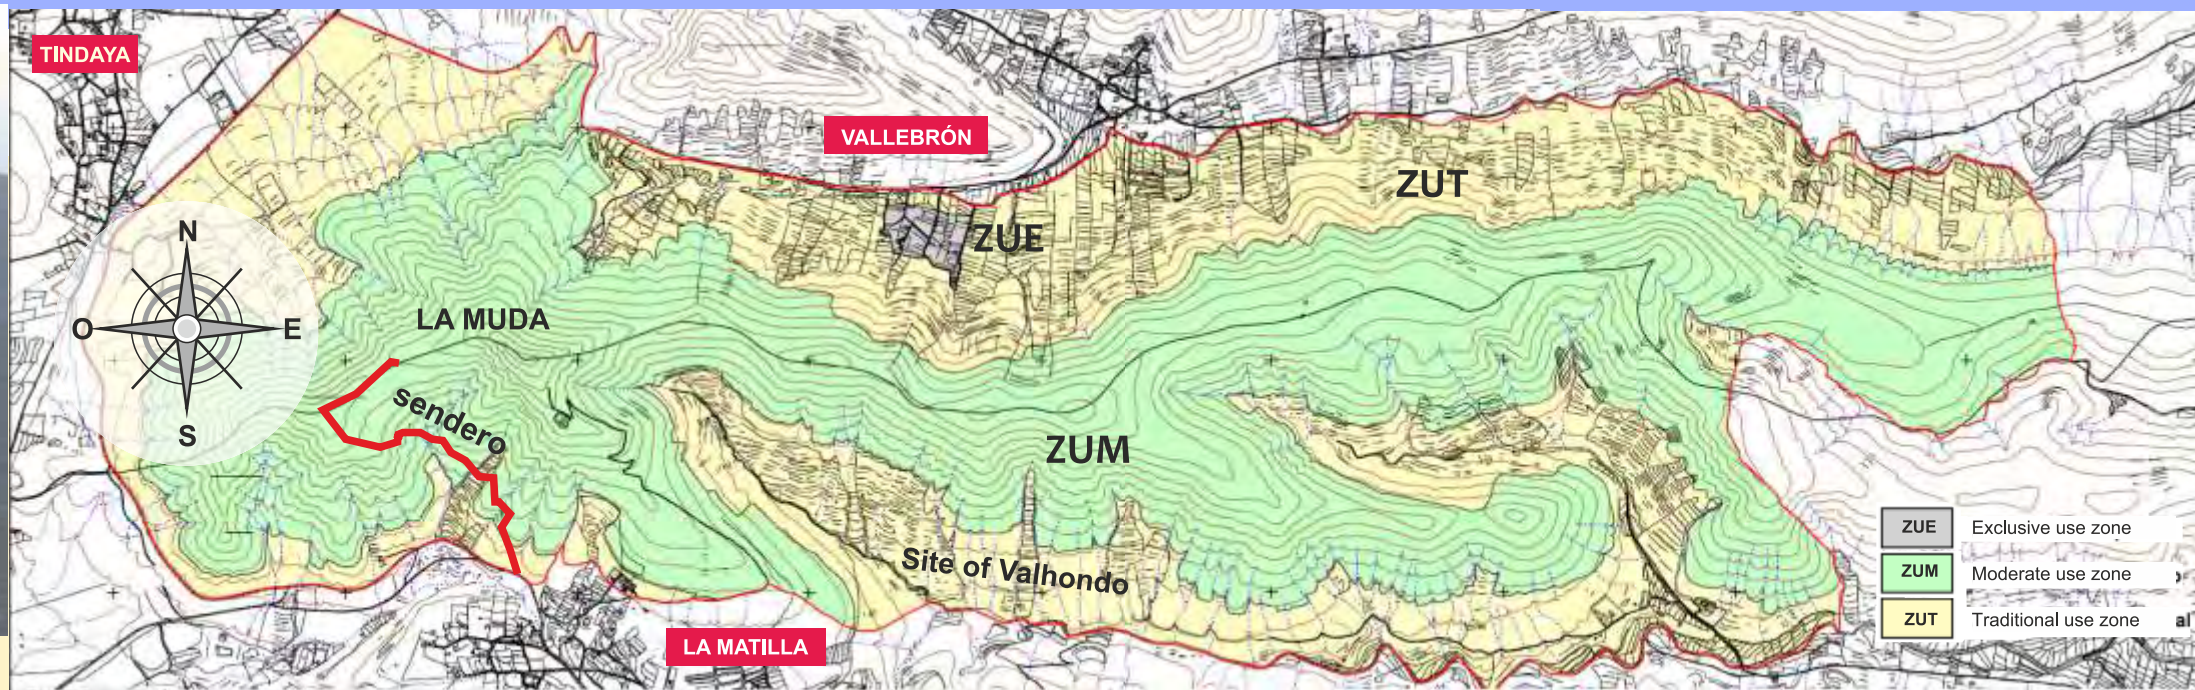 TINDAYA
VALLEBRÓN
ZUT
ZUE
N
O
E
S
LA MUDA
sendero
ZUM
Site of Valhondo
LA MATILLA
ZUE Exclusive use zone
ZUM Moderate use zone
ZUT Traditional use zone
al